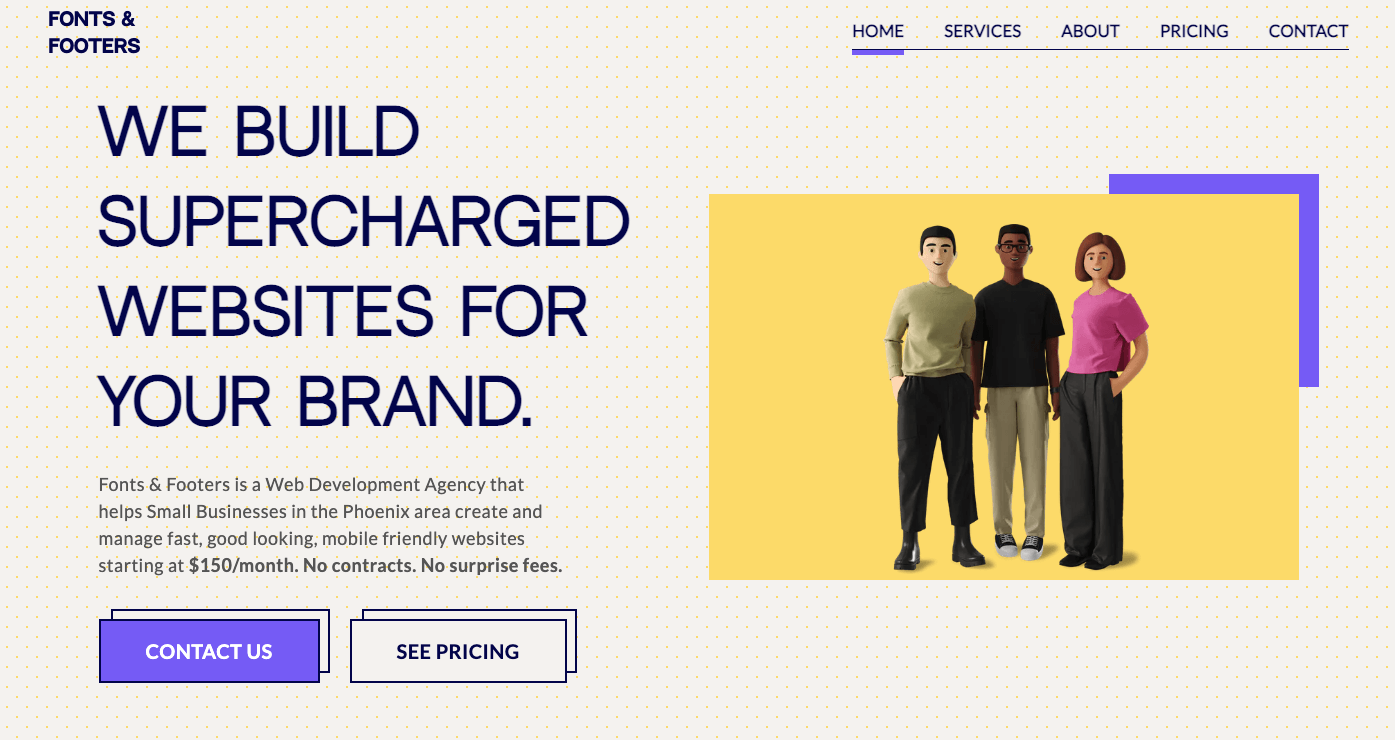 FONTS &
FOOTERS
HOME SERVICES ABOUT PRICING CONTACT
WE BUILD
SUPERCHARGED
WEBSITES FOR
YOUR BRAND.
Fonts & Footers is a Web Development Agency that
helps Small Businesses in the Phoenix area create and
manage fast, good looking, mobile friendly websites
starting at $150/month. No contracts. No surprise fees.
CONTACT US SEE PRICING